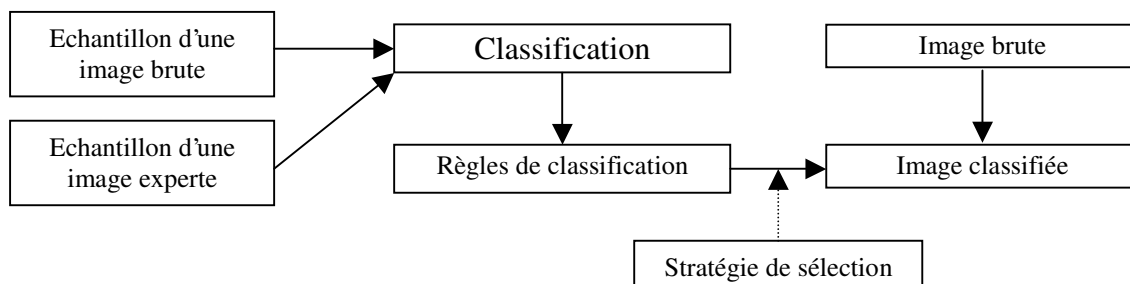 Echantillon d’une
image brute
Classification
Image brute
Echantillon d’une
image experte
Règles de classification
Image classifiée
Stratégie de sélection